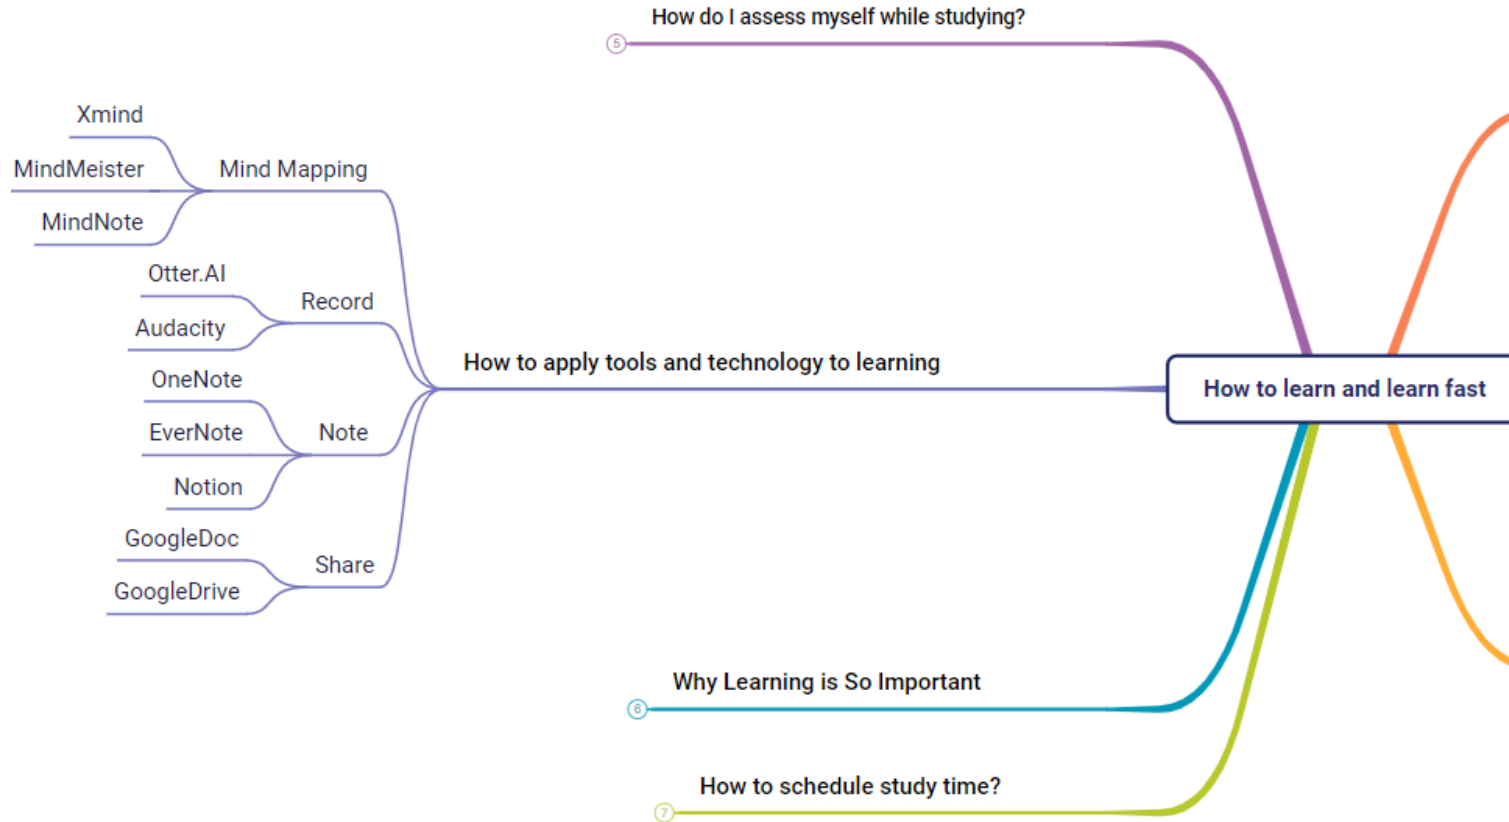 How do I assess myself while studying?
5
Xmind
MindMeister
Mind Mapping
MindNote
Otter.AI
Record
Audacity
How to apply tools and technology to learning
How to learn and learn fast
OneNote
EverNote
Note
Notion
GoogleDoc
Share
GoogleDrive
Why Learning is So Important
6
How to schedule study time?
7